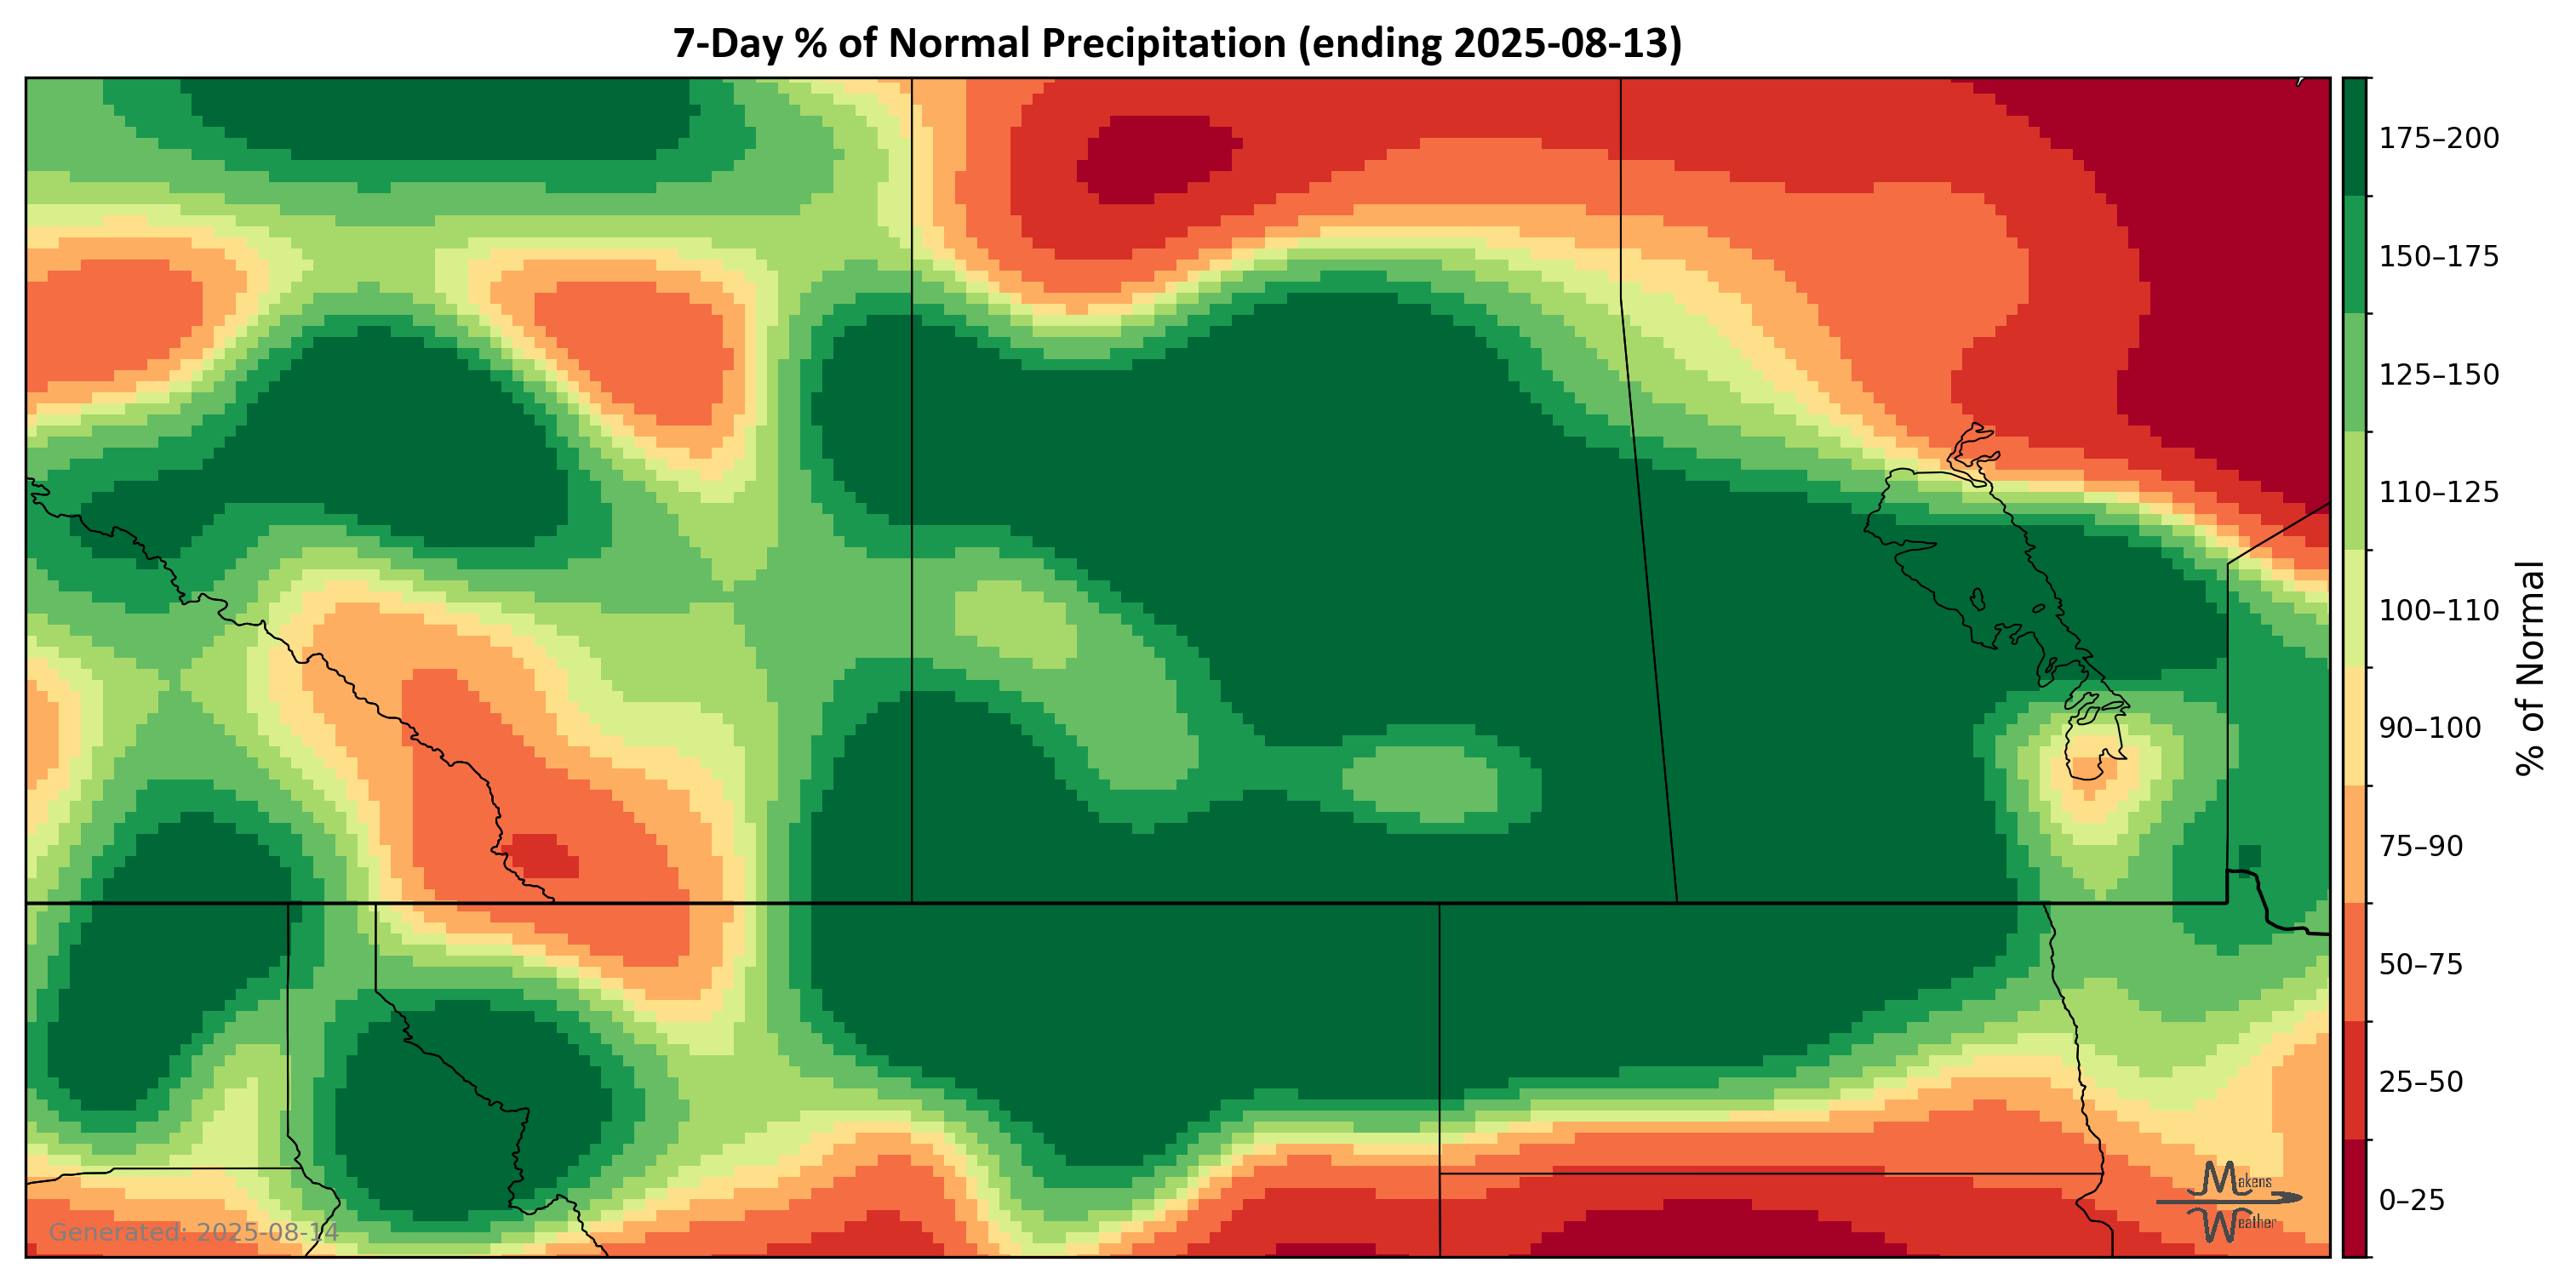 7-Day % of Normal Precipitation (ending 2025-08-13)
175–200
150–175
125–150
110–125
100–110
90–100
75–90
50–75
25–50
0–25
% of Normal
Makens
Weather
Generated: 2025-08-14